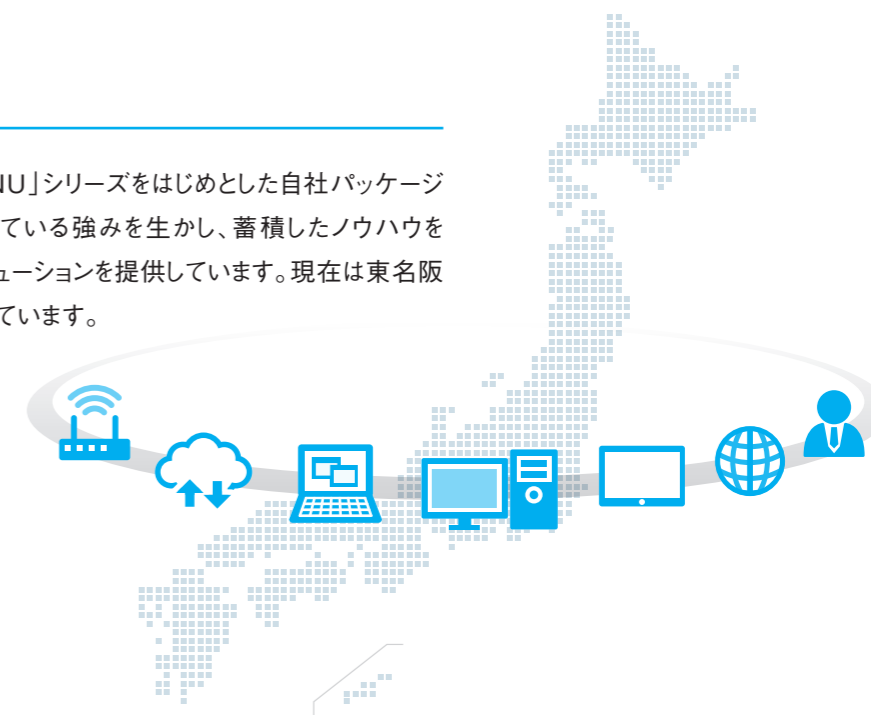 NU」シリーズをはじめとした自社パッケージ
ている強みを生かし、蓄積したノウハウを
ューションを提供しています。現在は東名阪
ています。